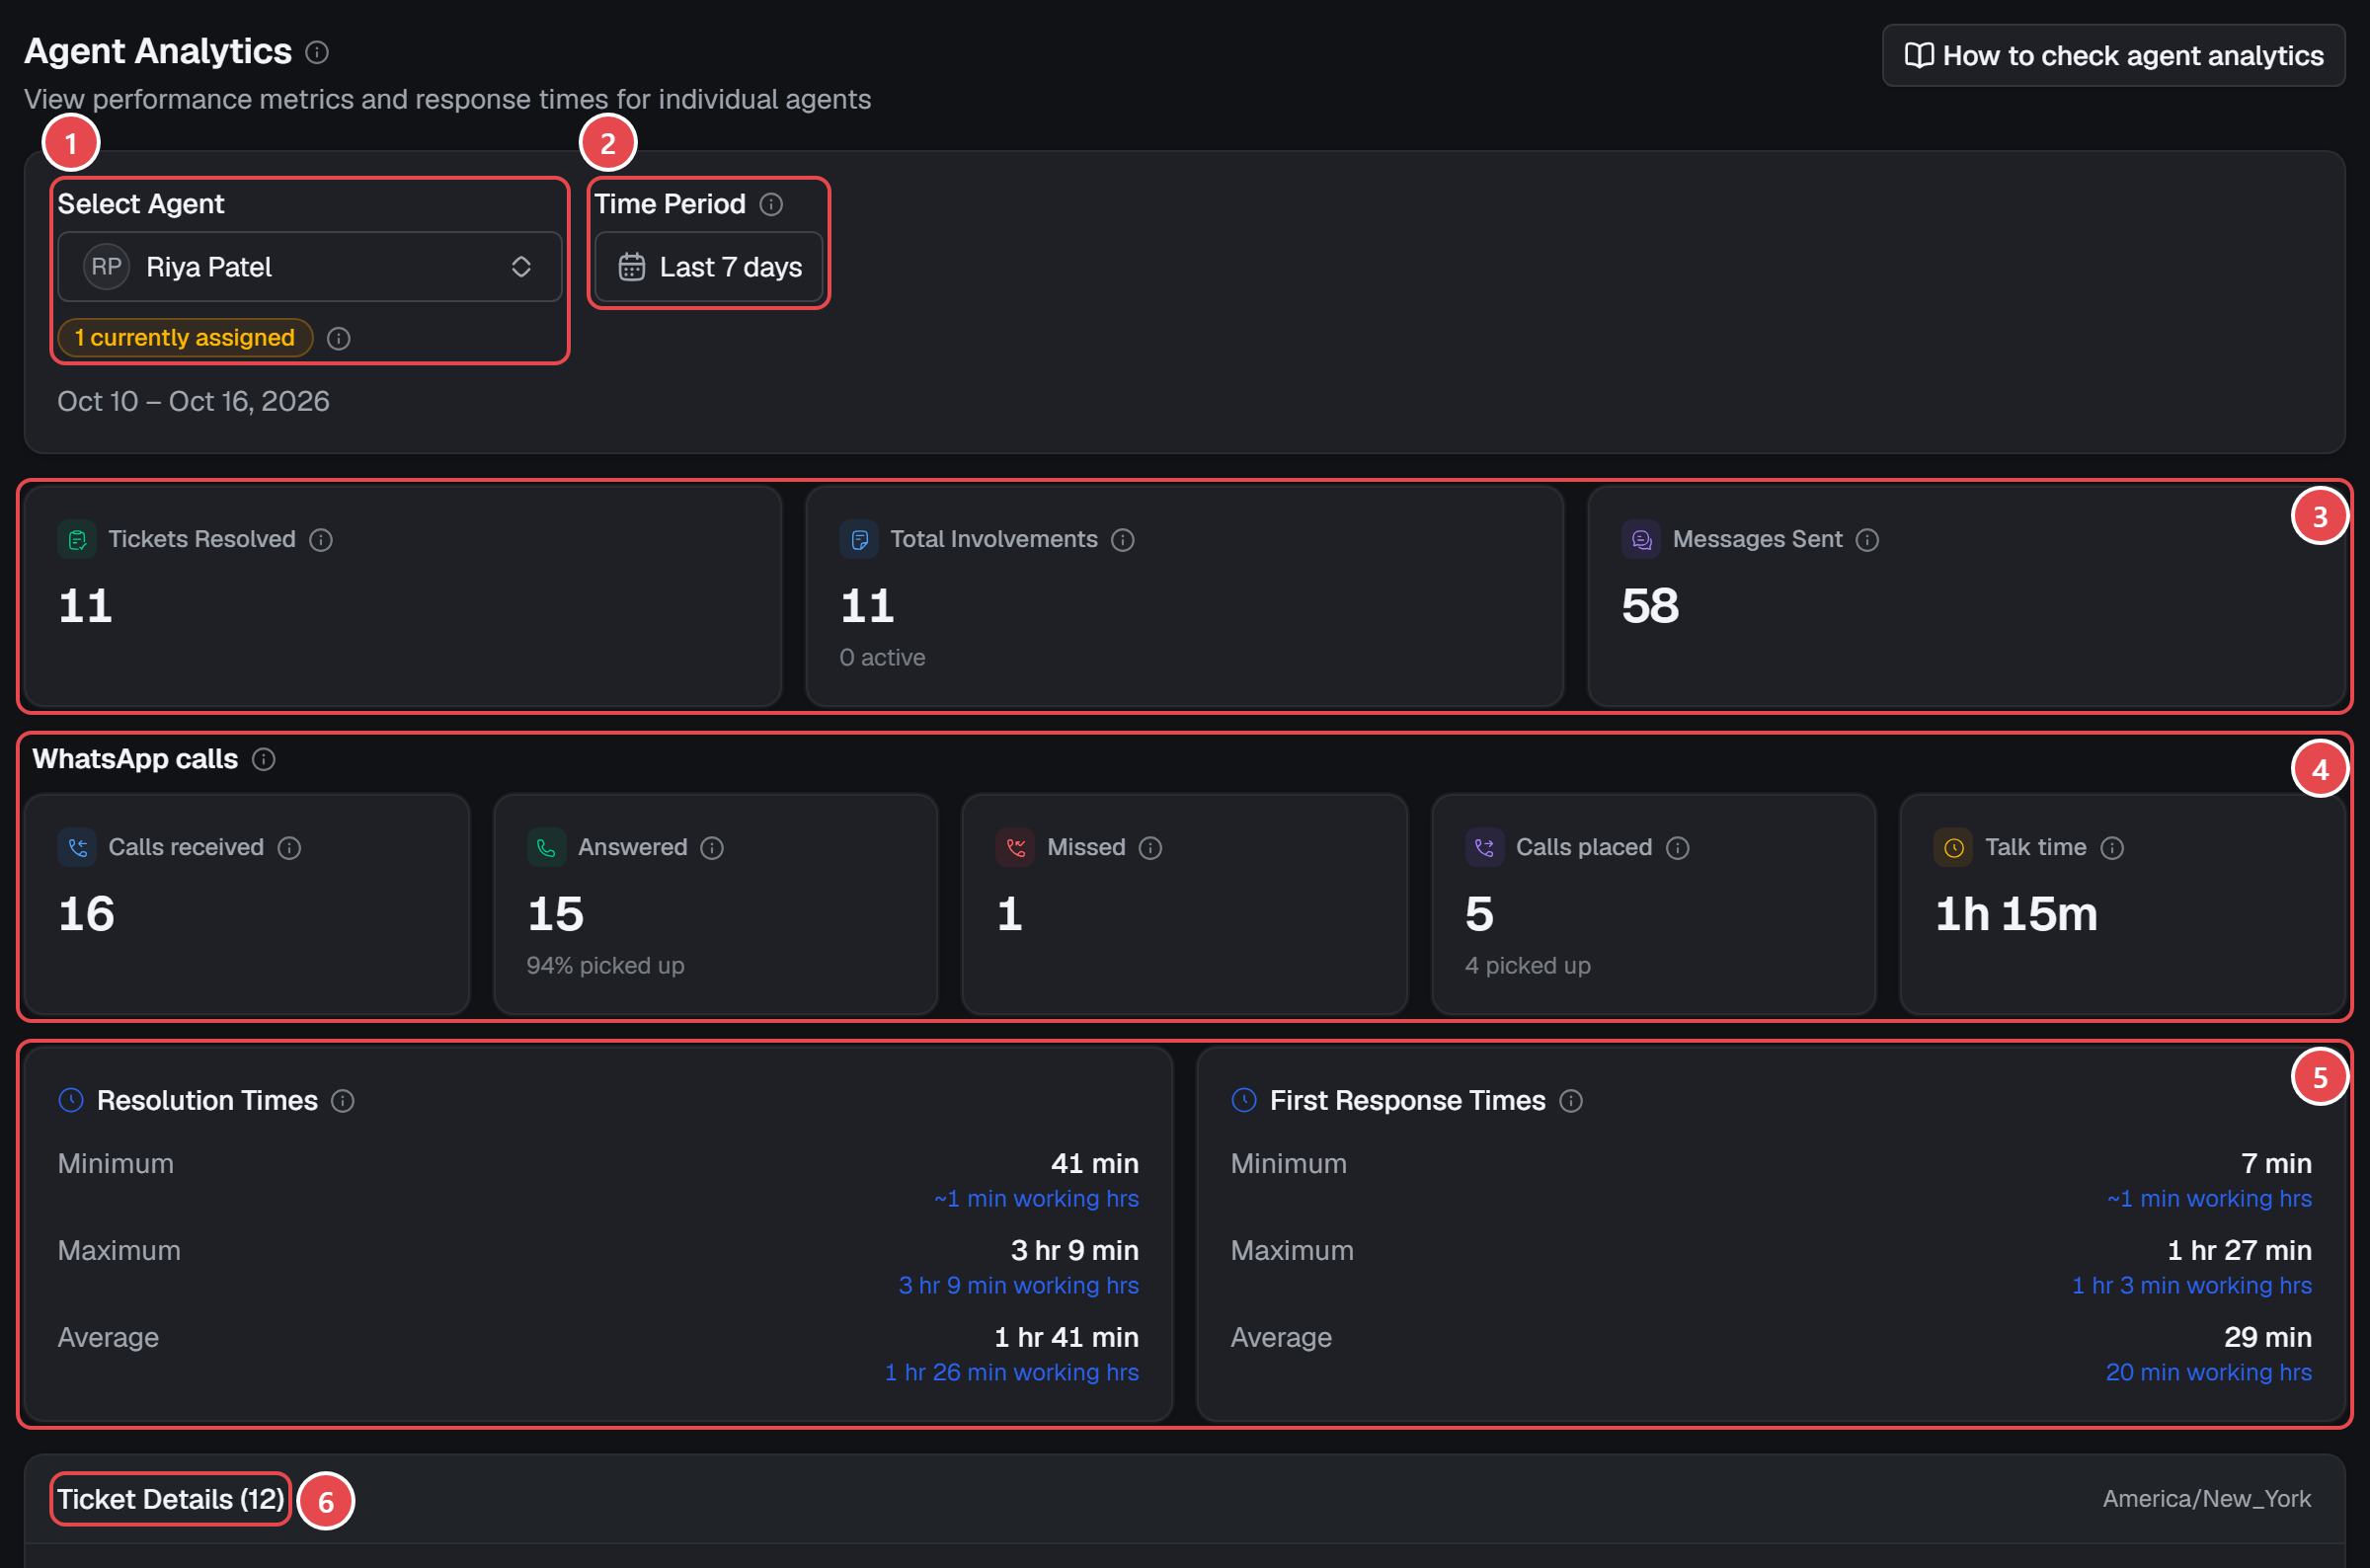 Agent Analytics
How to check agent analytics
View performance metrics and response times for individual agents
1
2
Select Agent
Time Period
RP Riya Patel
Last 7 days
1 currently assigned
Oct 10 – Oct 16, 2026
3
Tickets Resolved
Total Involvements
Messages Sent
11
11
58
0 active
WhatsApp calls
4
Calls received
Answered
Missed
Calls placed
Talk time
16
15
1
5
1h 15m
94% picked up
4 picked up
5
Resolution Times
Minimum
41 min
~1 min working hrs
Maximum
3 hr 9 min
3 hr 9 min working hrs
Average
1 hr 41 min
1 hr 26 min working hrs
First Response Times
Minimum
7 min
~1 min working hrs
Maximum
1 hr 27 min
1 hr 3 min working hrs
Average
29 min
20 min working hrs
Ticket Details (12)
6
America/New_York